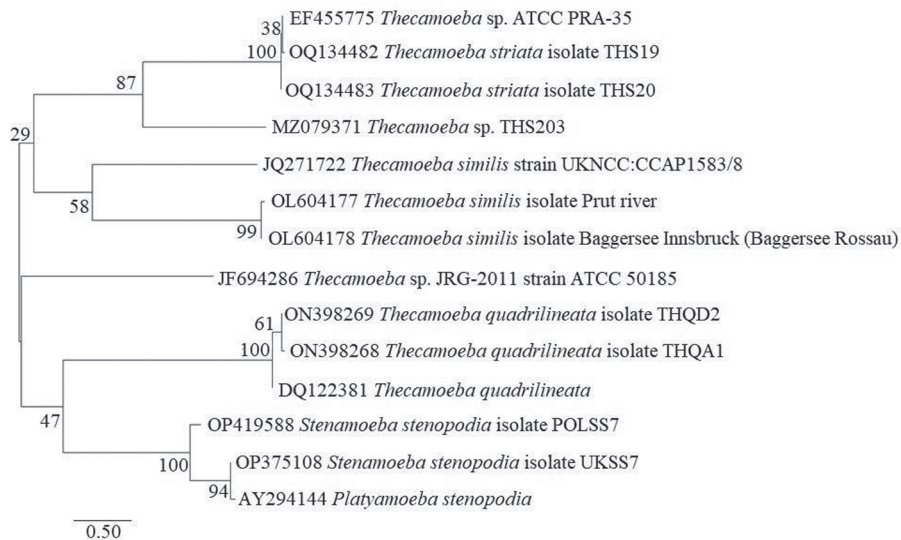 EF455775 Thecamoeba sp. ATCC PRA-35
38
100
OQ134482 Thecamoeba striata isolate THS19
87
OQ134483 Thecamoeba striata isolate THS20
MZ079371 Thecamoeba sp. THS203
29
JQ271722 Thecamoeba similis strain UKNCC:CCAP1583/8
58
OL604177 Thecamoeba similis isolate Prut river
99
OL604178 Thecamoeba similis isolate Baggersee Innsbruck (Baggersee Rossau)
JF694286 Thecamoeba sp. JRG-2011 strain ATCC 50185
ON398269 Thecamoeba quadrilineata isolate THQD2
61
100
ON398268 Thecamoeba quadrilineata isolate THQA1
DQ122381 Thecamoeba quadrilineata
47
OP419588 Stenamoeba stenopodia isolate POLSS7
100
OP375108 Stenamoeba stenopodia isolate UKSS7
94
AY294144 Platyamoeba stenopodia
0.50